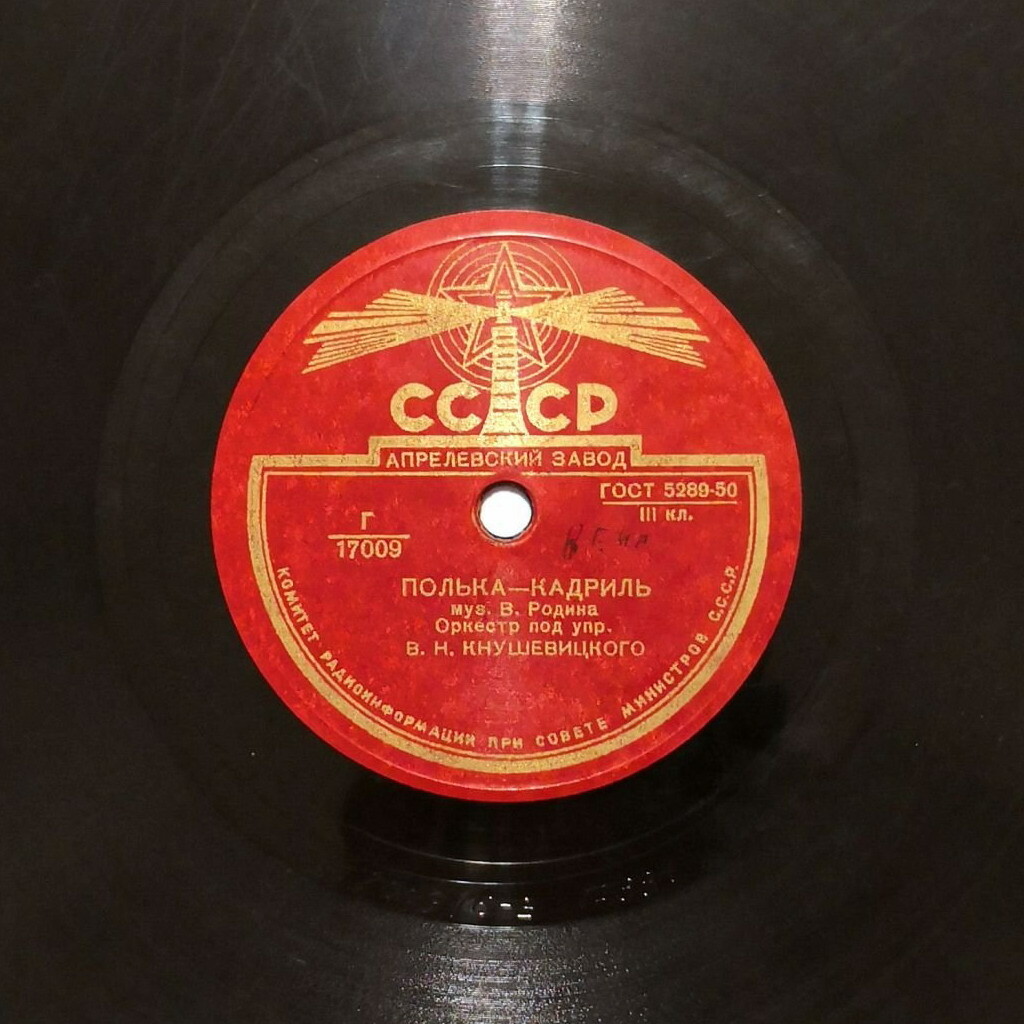 СССР
АПРЕЛЕВСКИЙ ЗАВОД
ГОСТ 5289-50
III кл.
Г
17009
ПОЛЬКА—КАДРИЛЬ
муз. В. Родина
Оркестр под упр.
В. Н. КНУШЕВИЦКОГО
КОМИТЕТ РАДИОИНФОРМАЦИИ ПРИ СОВЕТЕ МИНИСТРОВ С.С.С.Р.